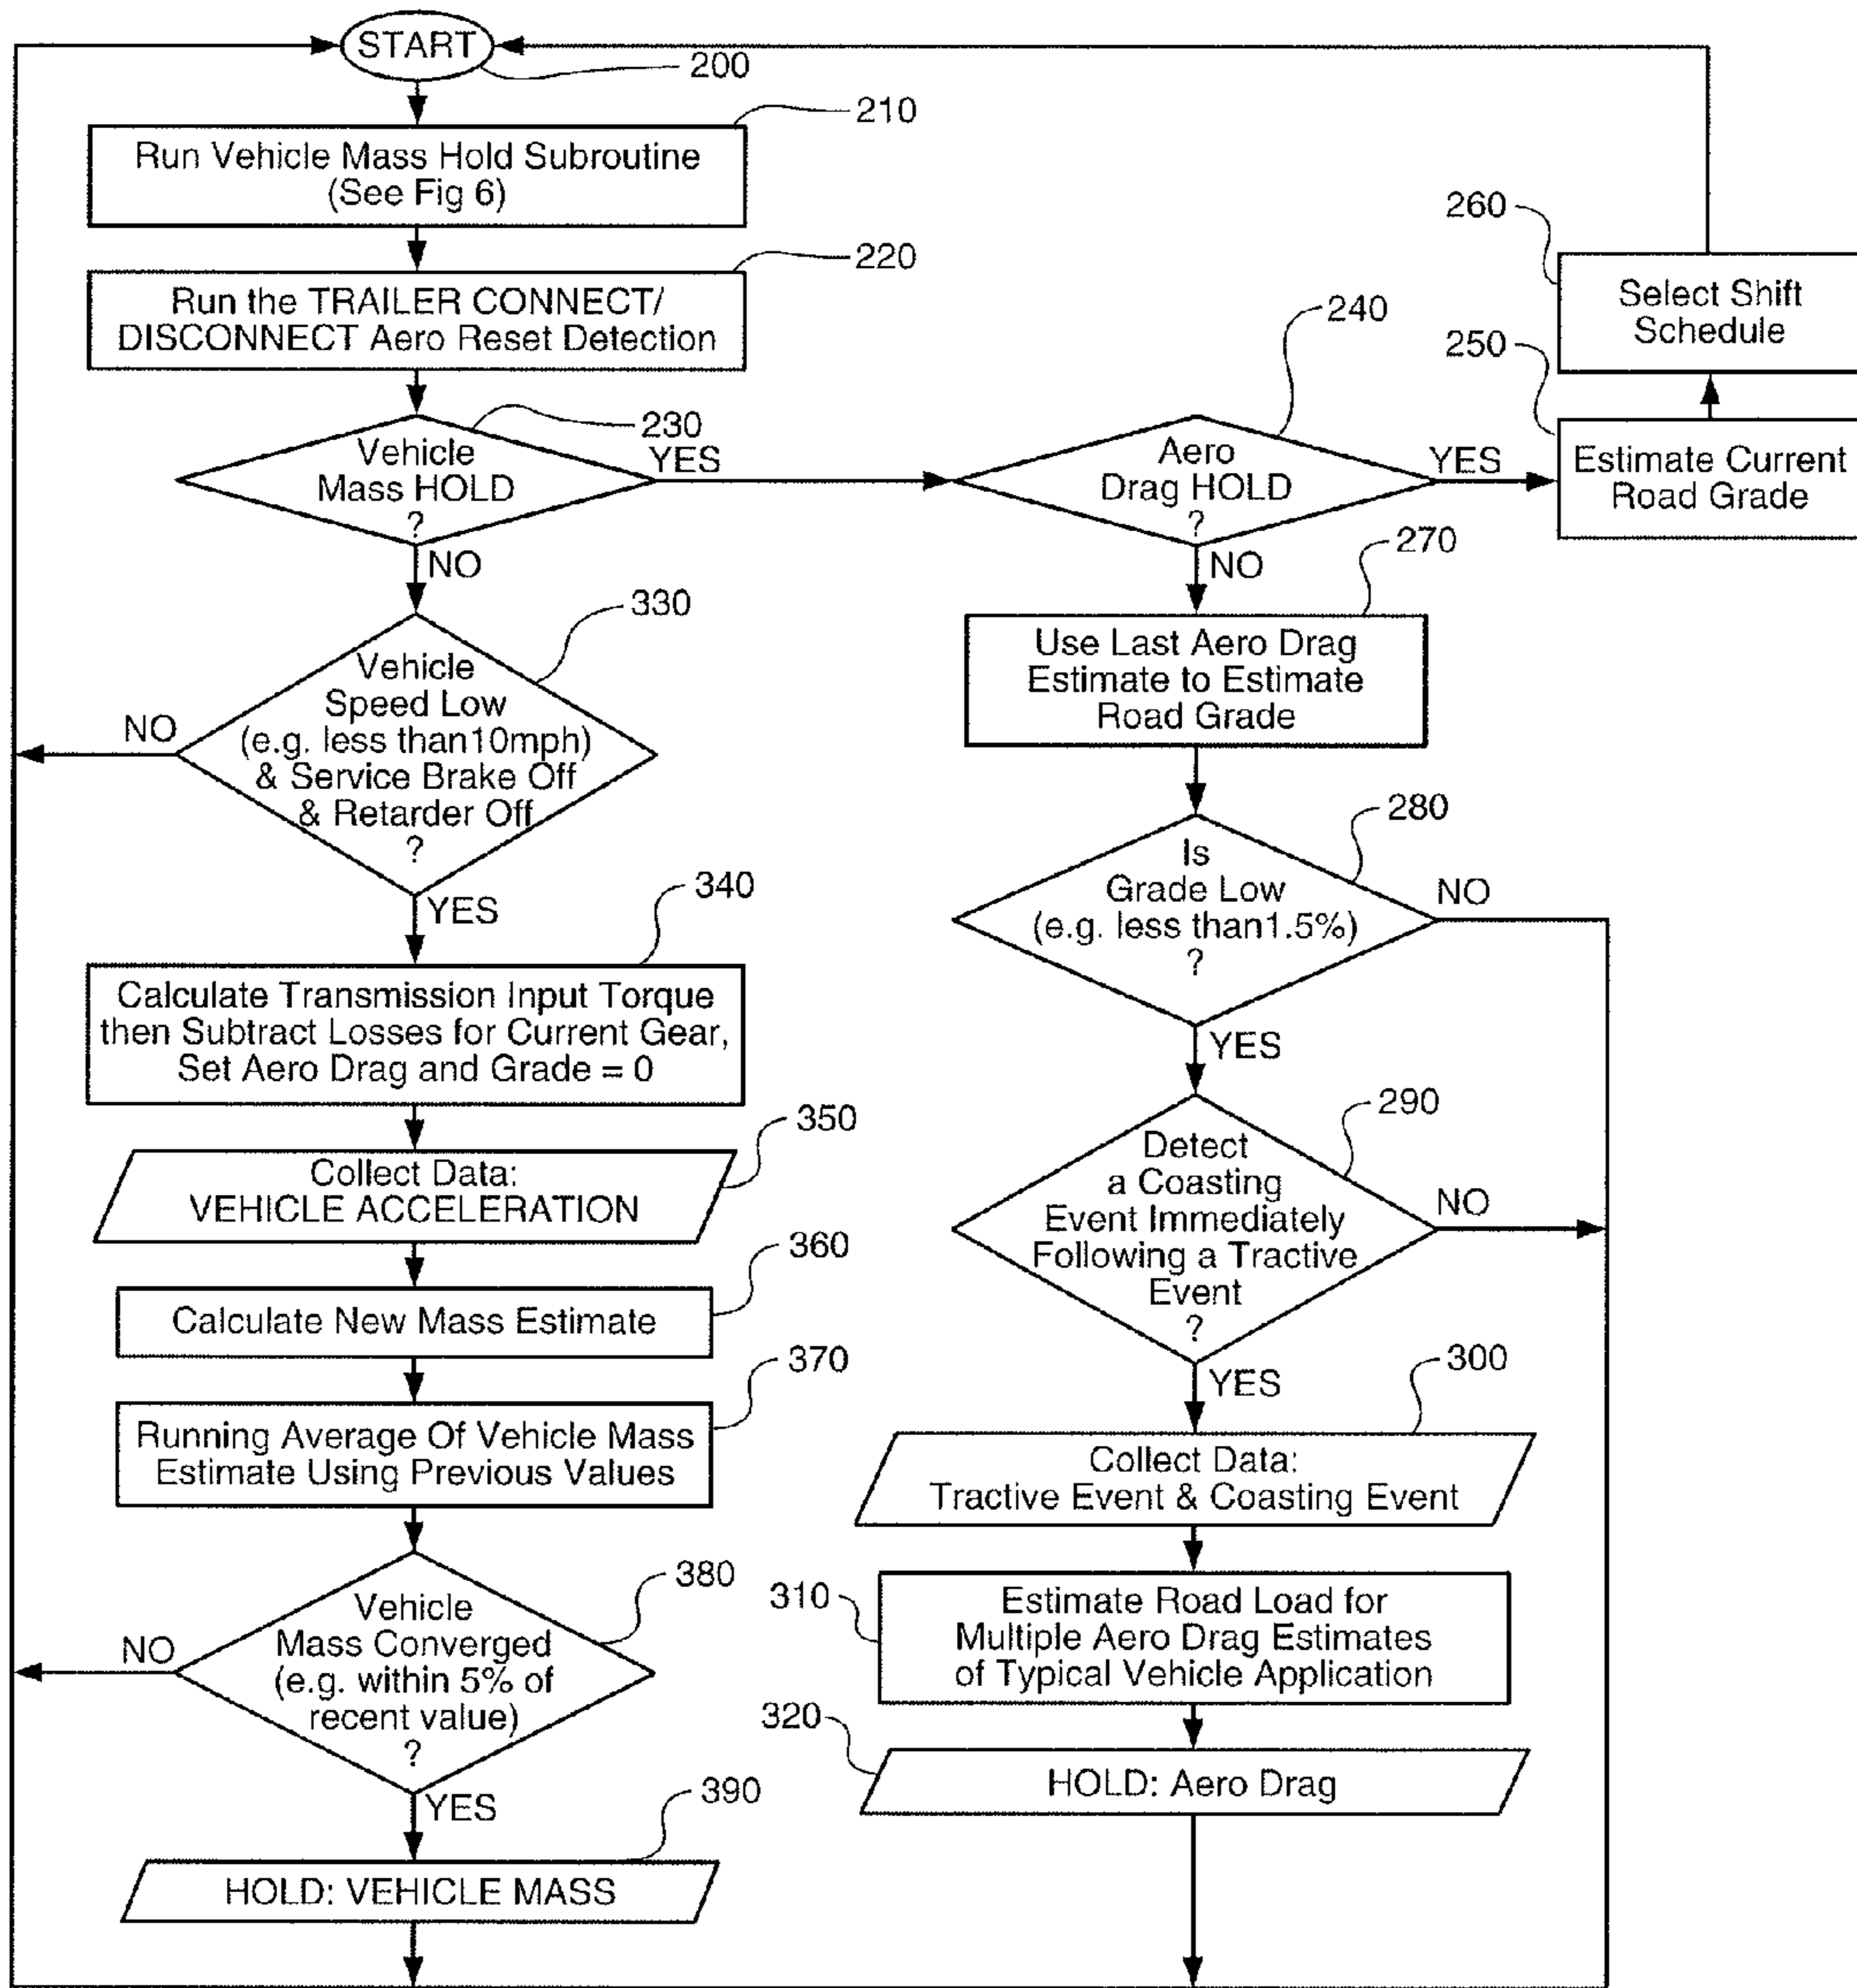 START
200
210
Run Vehicle Mass Hold Subroutine
(See Fig 6)
220
Run the TRAILER CONNECT/
DISCONNECT Aero Reset Detection
230
Vehicle
Mass HOLD
?
YES
NO
240
Aero
Drag HOLD
?
YES
NO
250
Estimate Current
Road Grade
260
Select Shift
Schedule
270
Use Last Aero Drag
Estimate to Estimate
Road Grade
280
Is
Grade Low
(e.g. less than1.5%)
?
NO
YES
290
Detect
a Coasting
Event Immediately
Following a Tractive
Event
?
NO
YES
300
Collect Data:
Tractive Event & Coasting Event
310
Estimate Road Load for
Multiple Aero Drag Estimates
of Typical Vehicle Application
320
HOLD: Aero Drag
330
Vehicle
Speed Low
(e.g. less than10mph)
& Service Brake Off
& Retarder Off
?
NO
YES
340
Calculate Transmission Input Torque
then Subtract Losses for Current Gear,
Set Aero Drag and Grade = 0
350
Collect Data:
VEHICLE ACCELERATION
360
Calculate New Mass Estimate
370
Running Average Of Vehicle Mass
Estimate Using Previous Values
380
Vehicle
Mass Converged
(e.g. within 5% of
recent value)
?
NO
YES
390
HOLD: VEHICLE MASS